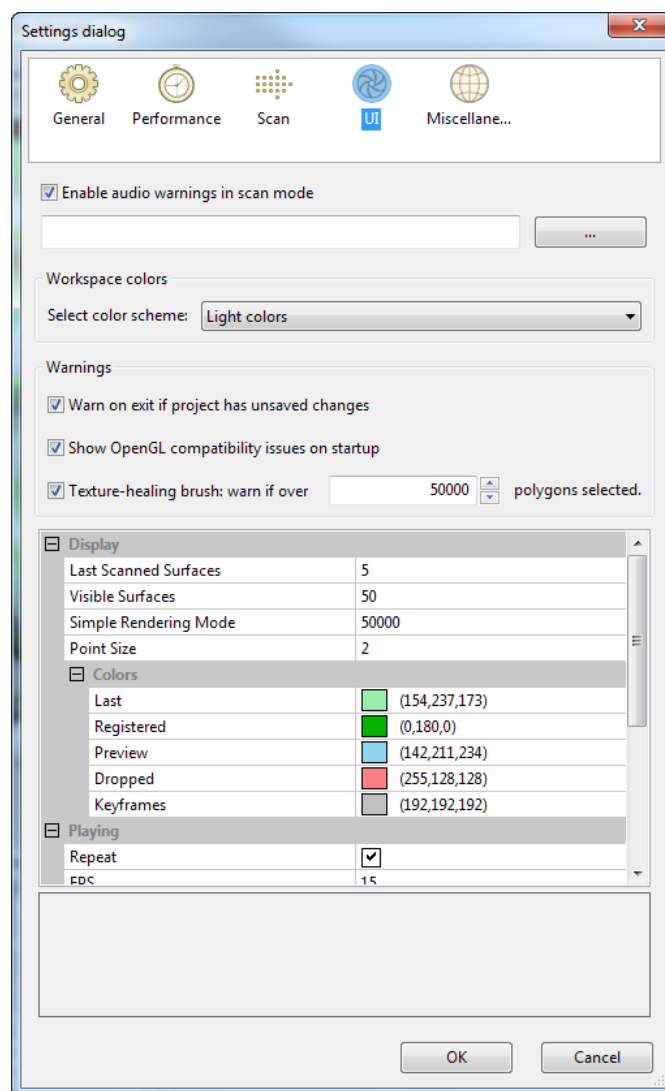 Settings dialog
General Performance Scan UI Miscellane...
Enable audio warnings in scan mode
...
Workspace colors
Select color scheme: Light colors
Warnings
Warn on exit if project has unsaved changes
Show OpenGL compatibility issues on startup
Texture-healing brush: warn if over 50000 polygons selected.
Display
Last Scanned Surfaces 5
Visible Surfaces 50
Simple Rendering Mode 50000
Point Size 2
Colors
Last (154,237,173)
Registered (0,180,0)
Preview (142,211,234)
Dropped (255,128,128)
Keyframes (192,192,192)
Playing
Repeat
FPS 15
OK Cancel